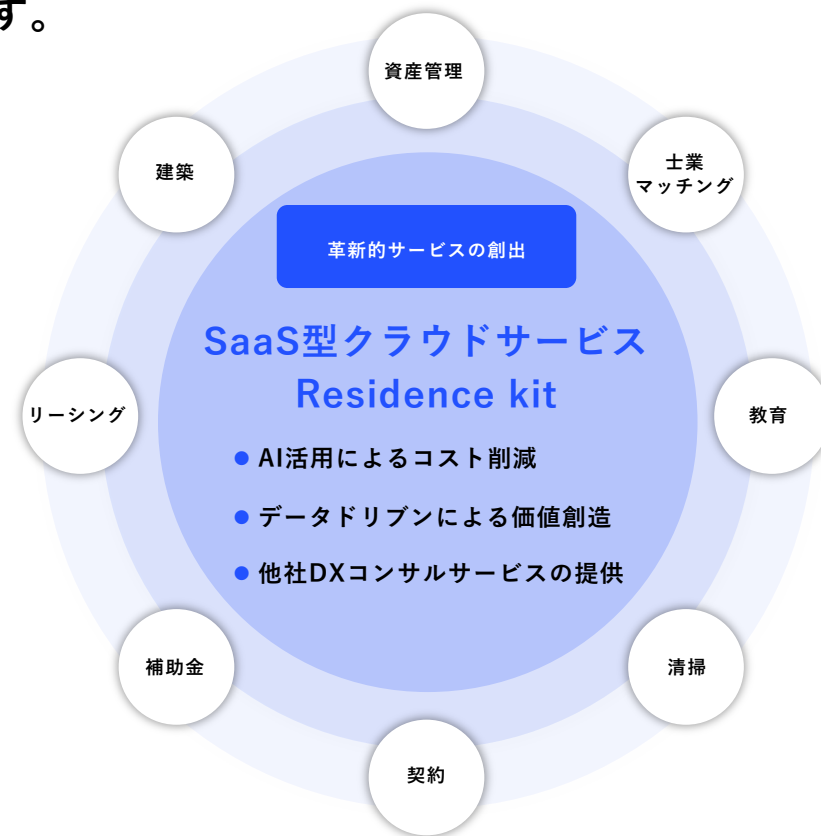 す。
資産管理
建築
士業
マッチング
革新的サービスの創出
SaaS型クラウドサービス
Residence kit
リーシング
教育
● AI活用によるコスト削減
● データドリブンによる価値創造
● 他社DXコンサルサービスの提供
補助金
清掃
契約